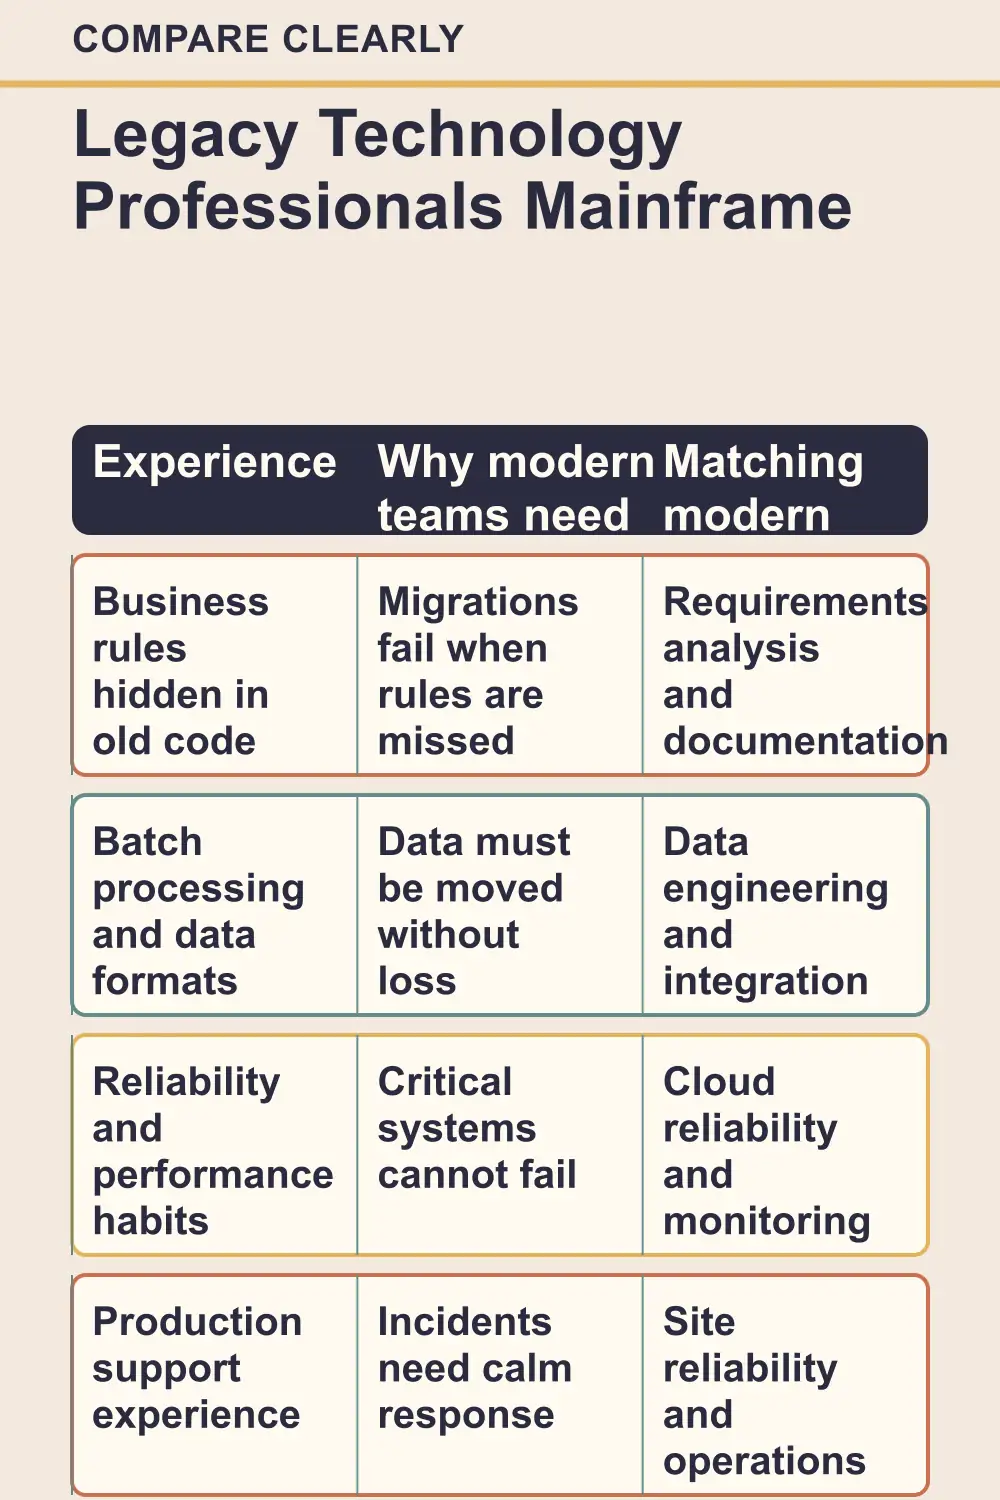 COMPARE CLEARLY
Legacy Technology
Professionals Mainframe
Experience
Why modern
teams need
Matching
modern
Business
rules
hidden in
old code
Migrations
fail when
rules are
missed
Requirements
analysis
and
documentation
Batch
processing
and data
formats
Data must
be moved
without
loss
Data
engineering
and
integration
Reliability
and
performance
habits
Critical
systems
cannot fail
Cloud
reliability
and
monitoring
Production
support
experience
Incidents
need calm
response
Site
reliability
and
operations